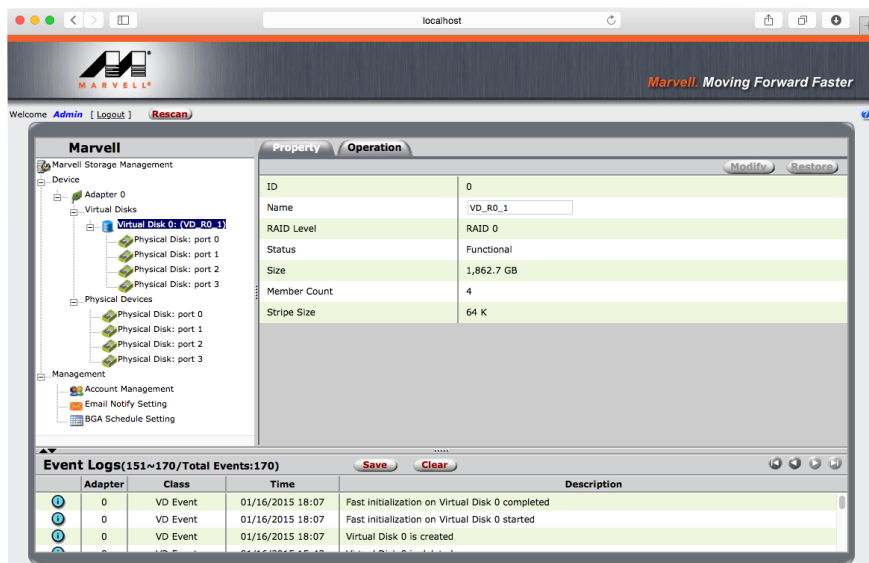 localhost
MARVELL®
Marvell. Moving Forward Faster
Welcome Admin [ Logout ] Rescan
Marvell
Property Operation
Marvell Storage Management
Modify Restore
Device
Adapter 0
Virtual Disks
Virtual Disk 0: (VD_R0_1)
Physical Disk: port 0
Physical Disk: port 1
Physical Disk: port 2
Physical Disk: port 3
Physical Devices
Physical Disk: port 0
Physical Disk: port 1
Physical Disk: port 2
Physical Disk: port 3
Management
Account Management
Email Notify Setting
BGA Schedule Setting
ID 0
Name VD_R0_1
RAID Level RAID 0
Status Functional
Size 1,862.7 GB
Member Count 4
Stripe Size 64 K
Event Logs(151~170/Total Events:170) Save Clear
Adapter Class Time Description
0 VD Event 01/16/2015 18:07 Fast initialization on Virtual Disk 0 completed
0 VD Event 01/16/2015 18:07 Fast initialization on Virtual Disk 0 started
0 VD Event 01/16/2015 18:07 Virtual Disk 0 is created